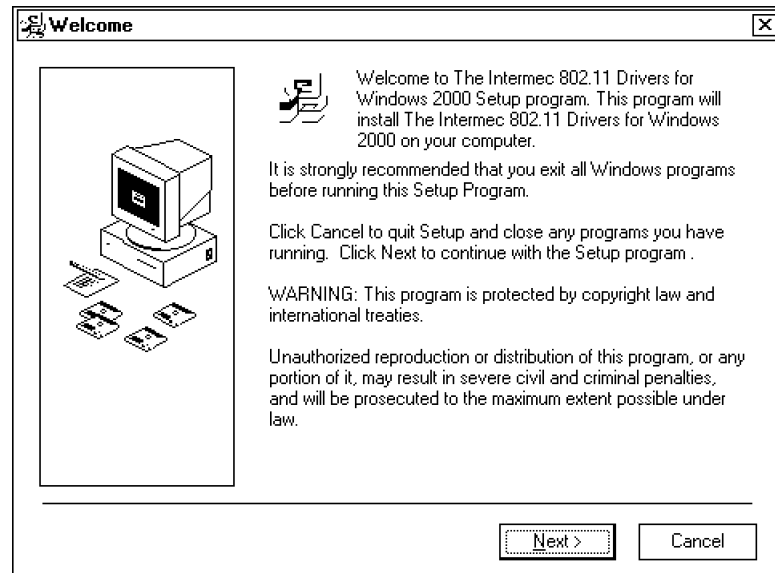 Welcome
Welcome to The Intermec 802.11 Drivers for
Windows 2000 Setup program. This program will
install The Intermec 802.11 Drivers for Windows
2000 on your computer.
It is strongly recommended that you exit all Windows programs
before running this Setup Program.
Click Cancel to quit Setup and close any programs you have
running. Click Next to continue with the Setup program .
WARNING: This program is protected by copyright law and
international treaties.
Unauthorized reproduction or distribution of this program, or any
portion of it, may result in severe civil and criminal penalties,
and will be prosecuted to the maximum extent possible under
law.
Next >
Cancel